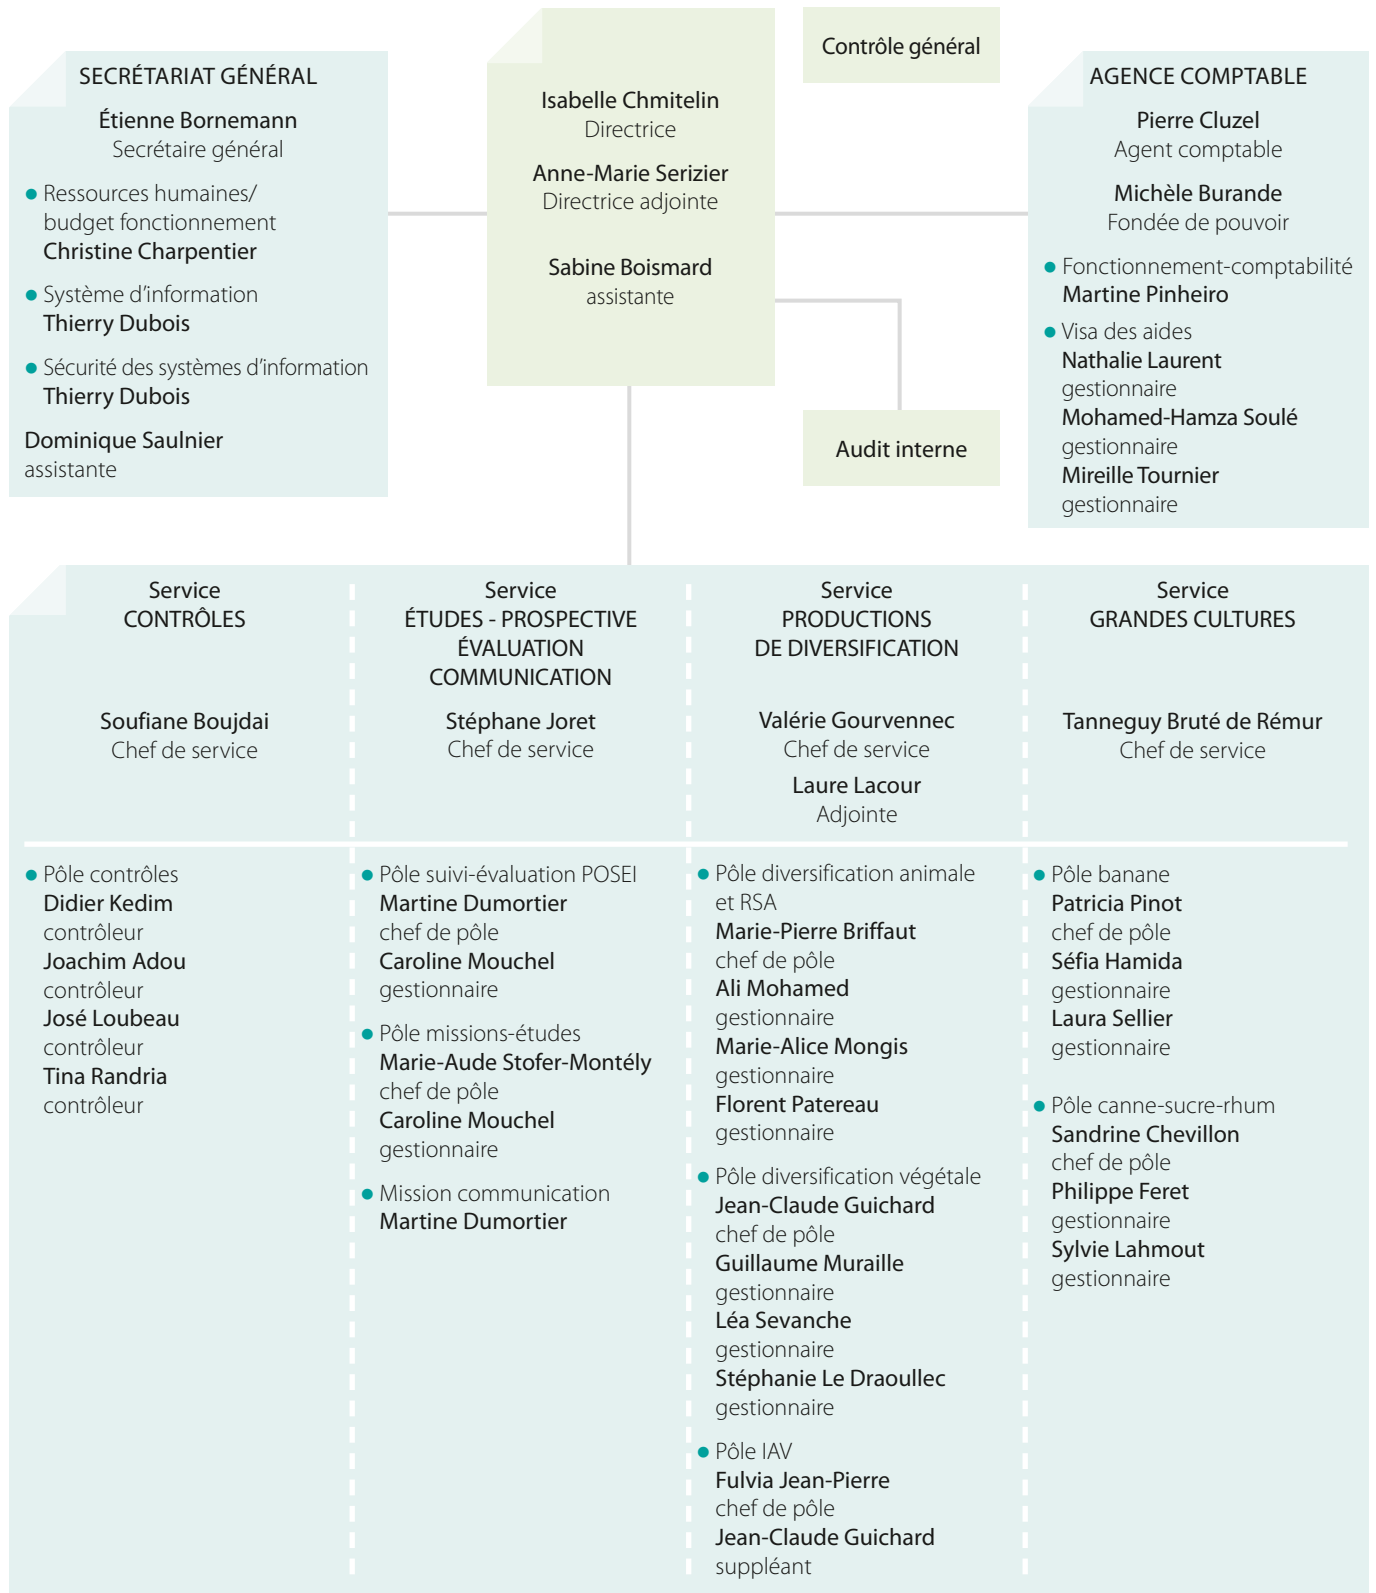 SECRÉTARIAT GÉNÉRAL
Étienne Bornemann
Secrétaire général
Ressources humaines/
budget fonctionnement
Christine Charpentier
Système d'information
Thierry Dubois
Sécurité des systèmes d'information
Thierry Dubois
Dominique Saulnier
assistante
Isabelle Chmitelin
Directrice
Anne-Marie Serizier
Directrice adjointe
Sabine Boismard
assistante
Contrôle général
Audit interne
AGENCE COMPTABLE
Pierre Cluzel
Agent comptable
Michèle Burande
Fondée de pouvoir
Fonctionnement-comptabilité
Martine Pinheiro
Visa des aides
Nathalie Laurent
gestionnaire
Mohamed-Hamza Soulé
gestionnaire
Mireille Tournier
gestionnaire
Service
CONTRÔLES
Soufiane Boujdai
Chef de service
Pôle contrôles
Didier Kedim
contrôleur
Joachim Adou
contrôleur
José Loubeau
contrôleur
Tina Randria
contrôleur
Service
ÉTUDES - PROSPECTIVE
ÉVALUATION
COMMUNICATION
Stéphane Joret
Chef de service
Pôle suivi-évaluation POSEI
Martine Dumortier
chef de pôle
Caroline Mouchel
gestionnaire
Pôle missions-études
Marie-Aude Stofer-Montély
chef de pôle
Caroline Mouchel
gestionnaire
Mission communication
Martine Dumortier
Service
PRODUCTIONS
DE DIVERSIFICATION
Valérie Gourvennec
Chef de service
Laure Lacour
Adjointe
Pôle diversification animale
et RSA
Marie-Pierre Briffaut
chef de pôle
Ali Mohamed
gestionnaire
Marie-Alice Mongis
gestionnaire
Florent Patereau
gestionnaire
Pôle diversification végétale
Jean-Claude Guichard
chef de pôle
Guillaume Muraille
gestionnaire
Léa Sevanche
gestionnaire
Stéphanie Le Draoullec
gestionnaire
Pôle IAV
Fulvia Jean-Pierre
chef de pôle
Jean-Claude Guichard
suppléant
Service
GRANDES CULTURES
Tanneguy Bruté de Rémur
Chef de service
Pôle banane
Patricia Pinot
chef de pôle
Séfia Hamida
gestionnaire
Laura Sellier
gestionnaire
Pôle canne-sucre-rhum
Sandrine Chevillon
chef de pôle
Philippe Feret
gestionnaire
Sylvie Lahmout
gestionnaire